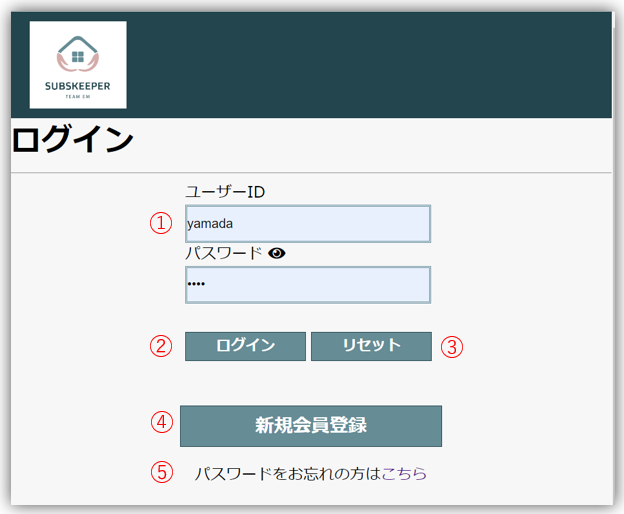 SUBSKEEPER
TEAM SM
ログイン
ユーザーID
① yamada
パスワード
••••
② ログイン リセット ③
④ 新規会員登録
⑤ パスワードをお忘れの方はこちら